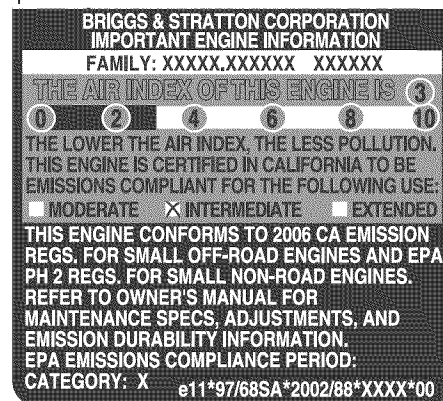 BRIGGS & STRATTON CORPORATION
IMPORTANT ENGINE INFORMATION
FAMILY: XXXXX.XXXXXX XXXXXX
THE AIR INDEX OF THIS ENGINE IS 3
0 2 4 6 8 10
THE LOWER THE AIR INDEX, THE LESS POLLUTION.
THIS ENGINE IS CERTIFIED IN CALIFORNIA TO BE
EMISSIONS COMPLIANT FOR THE FOLLOWING USE:
MODERATE INTERMEDIATE EXTENDED
THIS ENGINE CONFORMS TO 2006 CA EMISSION
REGS. FOR SMALL OFF-ROAD ENGINES AND EPA
PH 2 REGS. FOR SMALL NON-ROAD ENGINES.
REFER TO OWNER'S MANUAL FOR
MAINTENANCE SPECS, ADJUSTMENTS, AND
EMISSION DURABILITY INFORMATION.
EPA EMISSIONS COMPLIANCE PERIOD:
CATEGORY: X e11*97/68SA*2002/88*XXXX*00